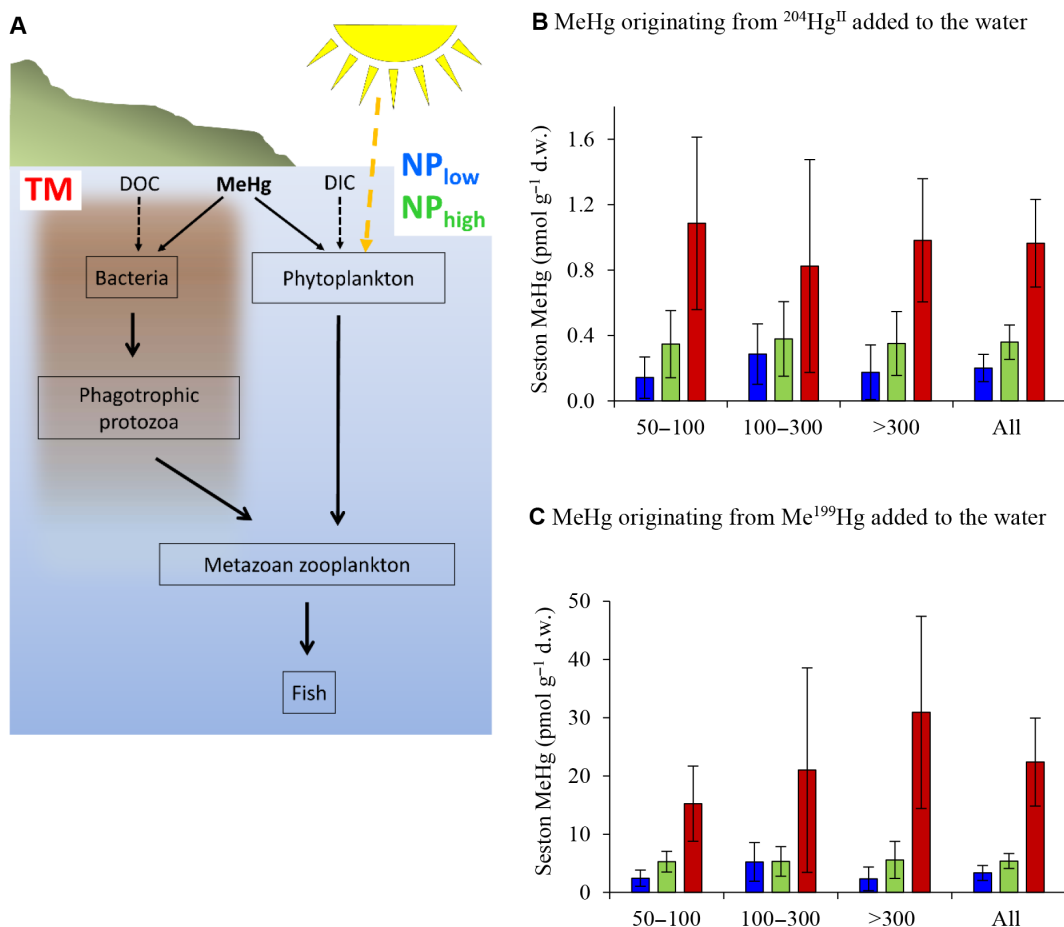 A
NP_low
NP_high
TM
DOC
MeHg
DIC
Bacteria
Phytoplankton
Phagotrophic
protozoa
Metazoan zooplankton
Fish
B MeHg originating from ²⁰⁴Hgᴵᴵ added to the water
Seston MeHg (pmol g⁻¹ d.w.)
1.6
1.2
0.8
0.4
0.0
50–100
100–300
>300
All
C MeHg originating from Me¹⁹⁹Hg added to the water
Seston MeHg (pmol g⁻¹ d.w.)
50
40
30
20
10
0
50–100
100–300
>300
All